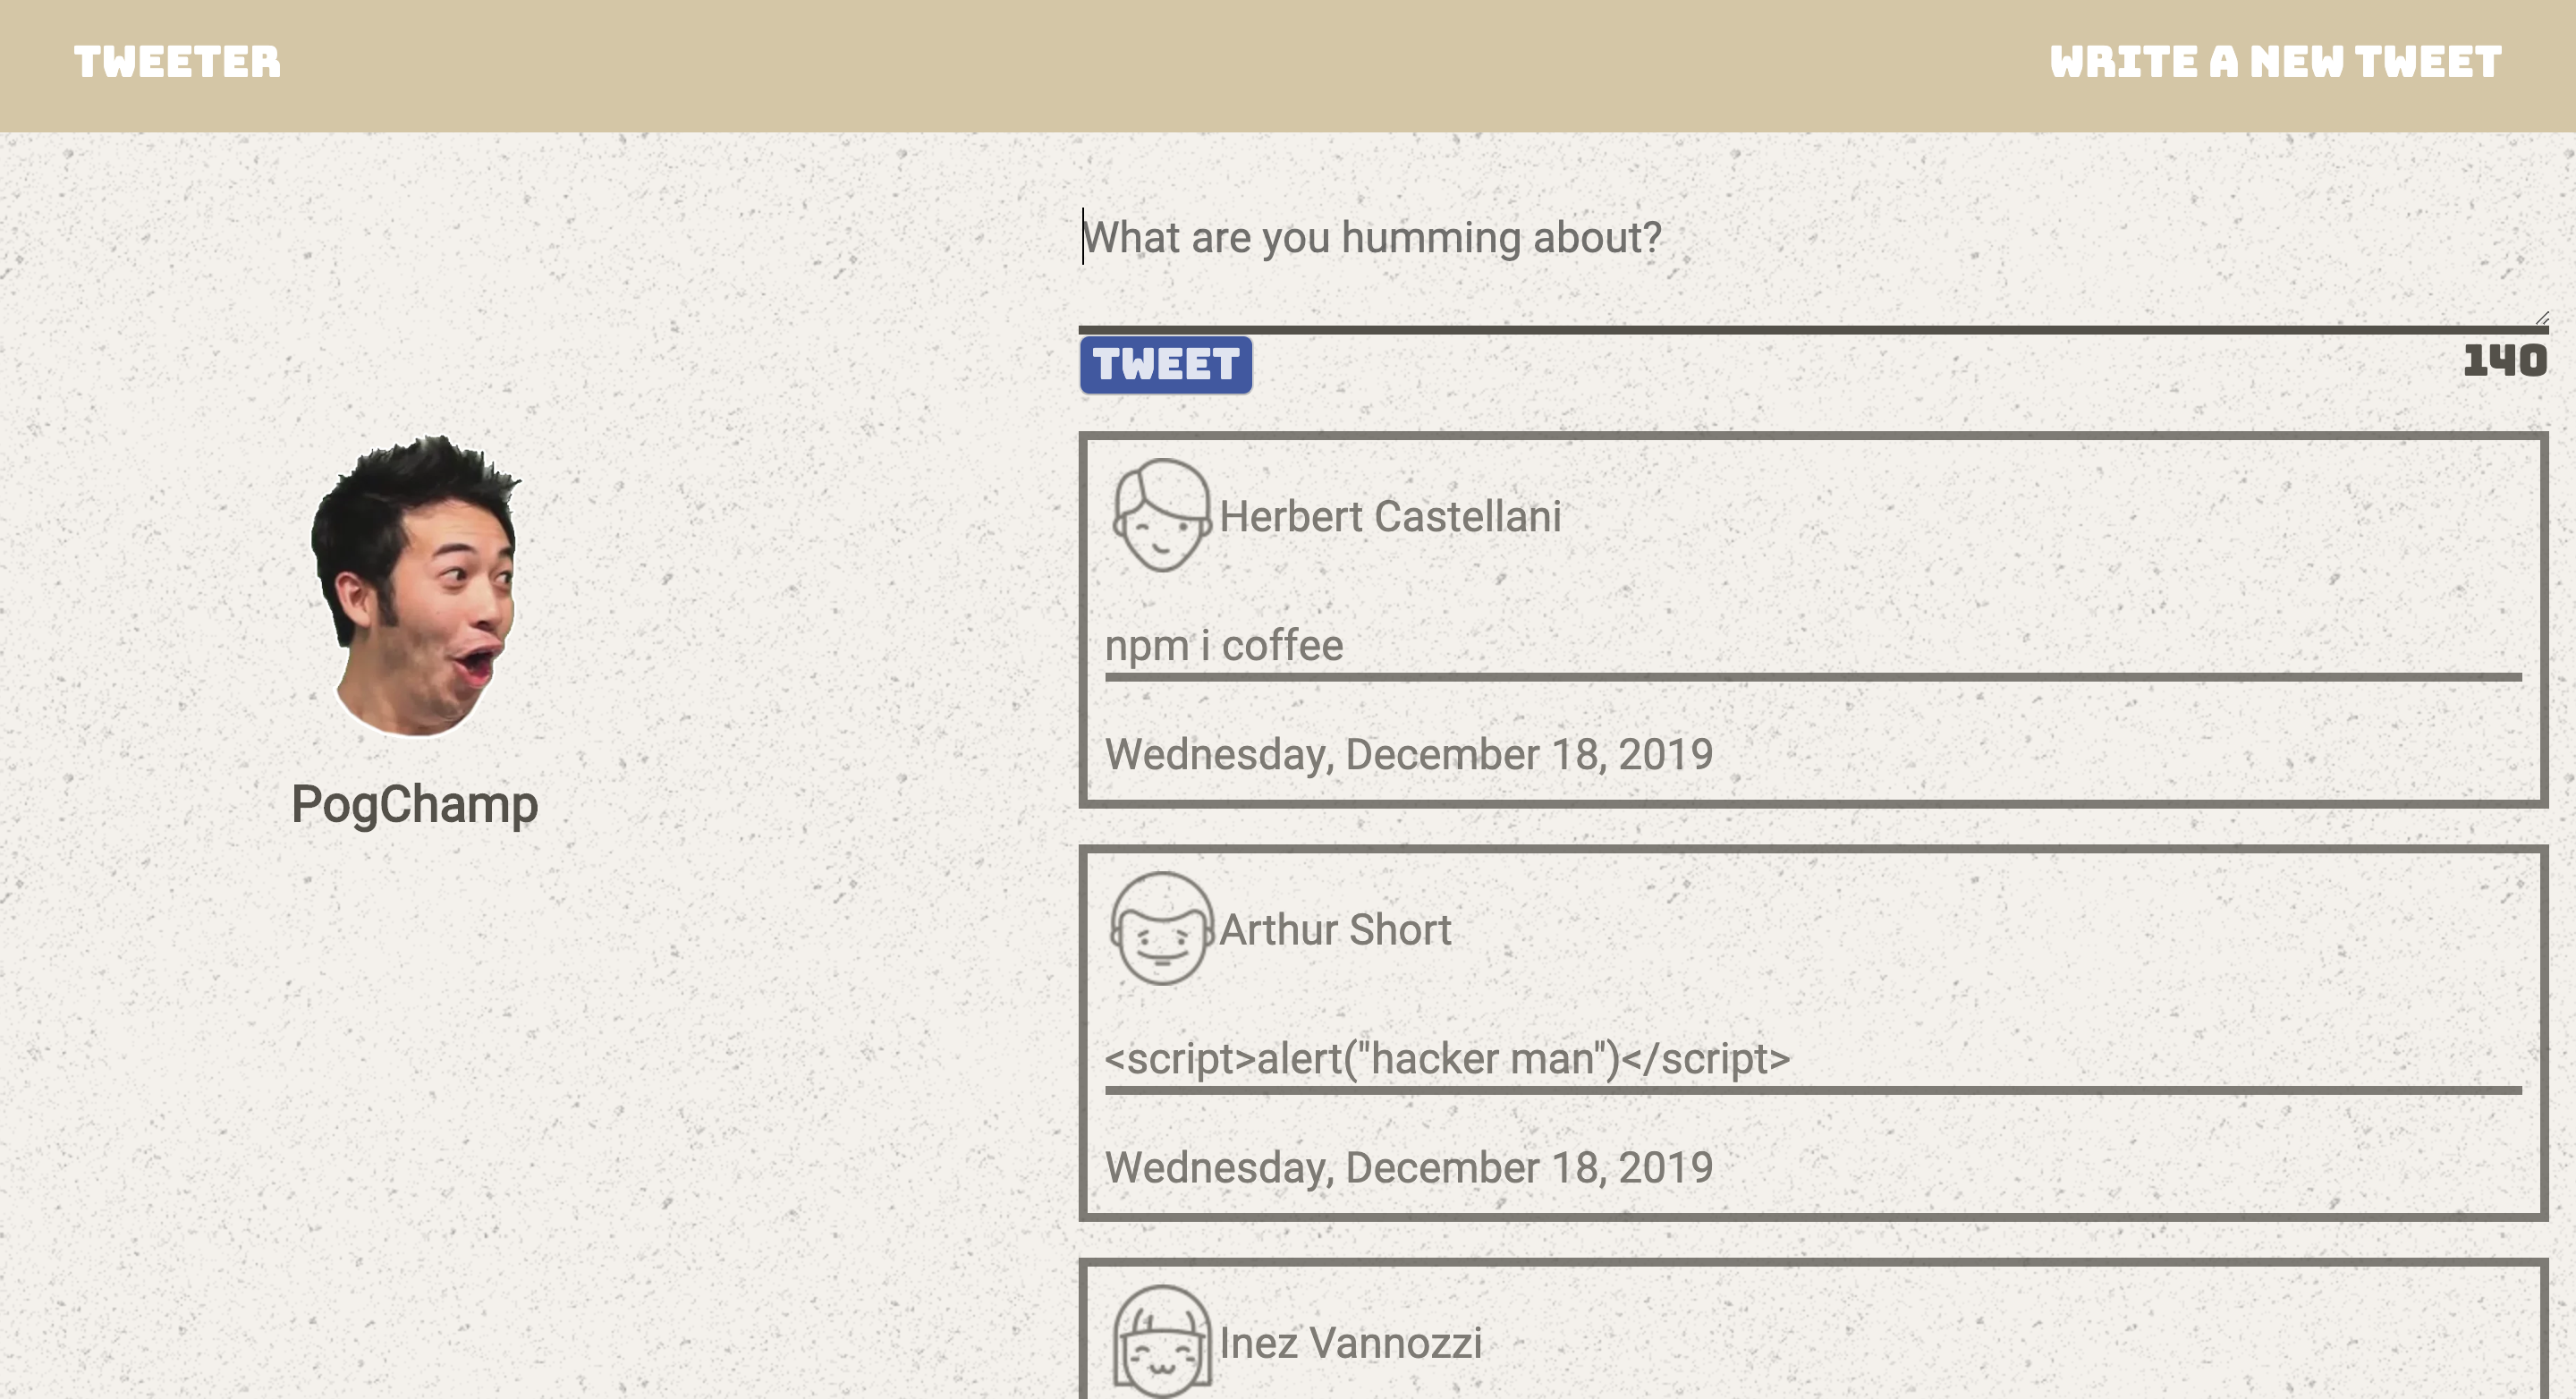 TWEETER
WRITE A NEW TWEET
What are you humming about?
TWEET
140
PogChamp
Herbert Castellani
npm i coffee
Wednesday, December 18, 2019
Arthur Short
<script>alert("hacker man")</script>
Wednesday, December 18, 2019
Inez Vannozzi